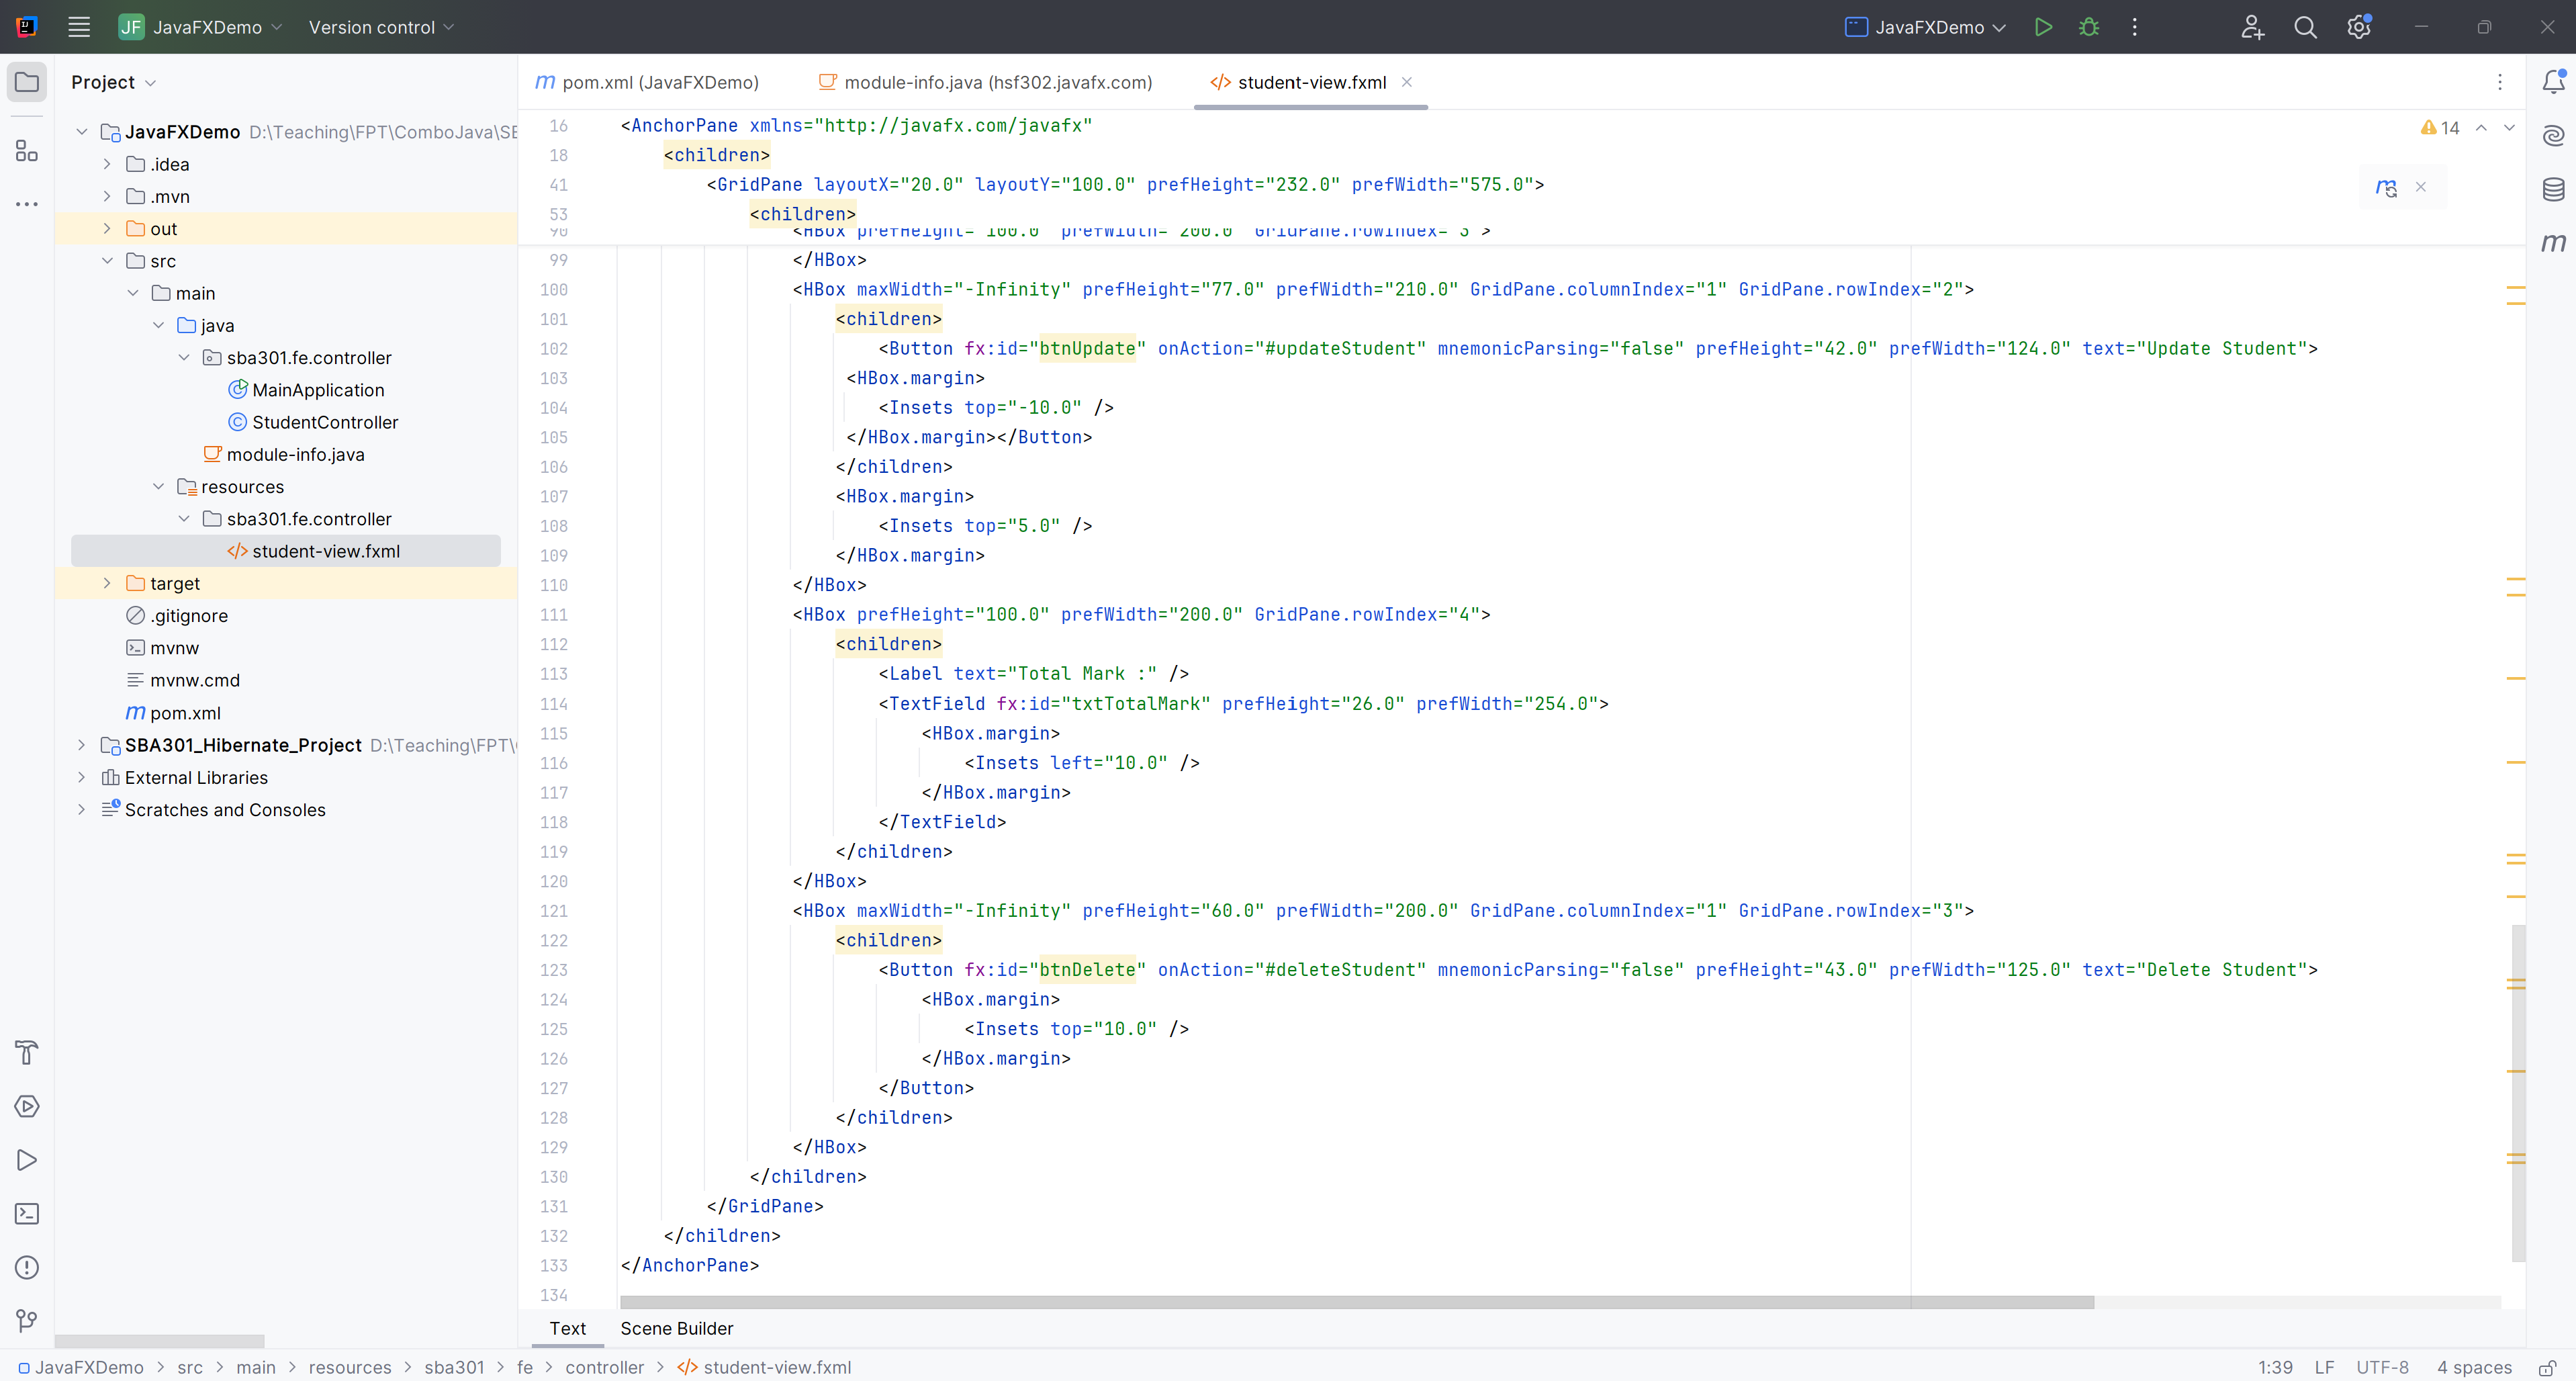 JF JavaFXDemo Version control JavaFXDemo
Project
JavaFXDemo D:\Teaching\FPT\ComboJava\SE
.idea
.mvn
out
src
main
java
sba301.fe.controller
MainApplication
StudentController
module-info.java
resources
sba301.fe.controller
student-view.fxml
target
.gitignore
mvnw
mvnw.cmd
pom.xml
SBA301_Hibernate_Project D:\Teaching\FPT\
External Libraries
Scratches and Consoles
pom.xml (JavaFXDemo) module-info.java (hsf302.javafx.com) student-view.fxml
14
16 <AnchorPane xmlns="http://javafx.com/javafx"
18 <children>
41 <GridPane layoutX="20.0" layoutY="100.0" prefHeight="232.0" prefWidth="575.0">
53 <children>
90 <HBox prefHeight="100.0" prefWidth="200.0" GridPane.rowIndex="3">
99 </HBox>
100 <HBox maxWidth="-Infinity" prefHeight="77.0" prefWidth="210.0" GridPane.columnIndex="1" GridPane.rowIndex="2">
101 <children>
102 <Button fx:id="btnUpdate" onAction="#updateStudent" mnemonicParsing="false" prefHeight="42.0" prefWidth="124.0" text="Update Student">
103 <HBox.margin>
104 <Insets top="-10.0" />
105 </HBox.margin></Button>
106 </children>
107 <HBox.margin>
108 <Insets top="5.0" />
109 </HBox.margin>
110 </HBox>
111 <HBox prefHeight="100.0" prefWidth="200.0" GridPane.rowIndex="4">
112 <children>
113 <Label text="Total Mark :" />
114 <TextField fx:id="txtTotalMark" prefHeight="26.0" prefWidth="254.0">
115 <HBox.margin>
116 <Insets left="10.0" />
117 </HBox.margin>
118 </TextField>
119 </children>
120 </HBox>
121 <HBox maxWidth="-Infinity" prefHeight="60.0" prefWidth="200.0" GridPane.columnIndex="1" GridPane.rowIndex="3">
122 <children>
123 <Button fx:id="btnDelete" onAction="#deleteStudent" mnemonicParsing="false" prefHeight="43.0" prefWidth="125.0" text="Delete Student">
124 <HBox.margin>
125 <Insets top="10.0" />
126 </HBox.margin>
127 </Button>
128 </children>
129 </HBox>
130 </children>
131 </GridPane>
132 </children>
133 </AnchorPane>
134
Text Scene Builder
JavaFXDemo > src > main > resources > sba301 > fe > controller > student-view.fxml 1:39 LF UTF-8 4 spaces